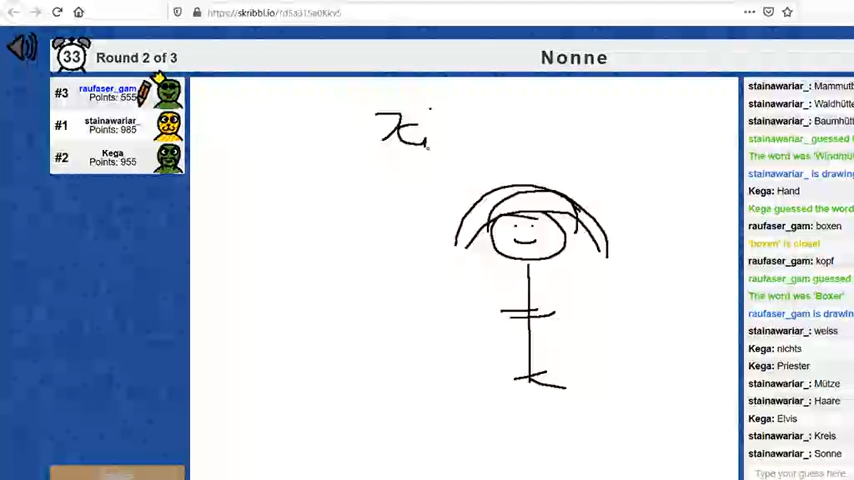 https://skribbl.io/
33
Round 2 of 3
Nonne
#3
raufaser_gam
Points: 555
#1
stainawariar_
Points: 985
#2
Kega
Points: 955
stainawariar_: Mammut
stainawariar_: Waldhütte
stainawariar_: Baumhütt
stainawariar_ guessed
The word was 'Windmü
stainawariar_ is drawing
Kega: Hand
Kega guessed the word
raufaser_gam: boxen
'boxen' is close!
raufaser_gam: kopf
raufaser_gam guessed
The word was 'Boxer'
raufaser_gam is drawin
stainawariar_: weiss
Kega: nichts
Kega: Priester
stainawariar_: Mütze
stainawariar_: Haare
Kega: Elvis
stainawariar_: Kreis
stainawariar_: Sonne
Type your guess here...